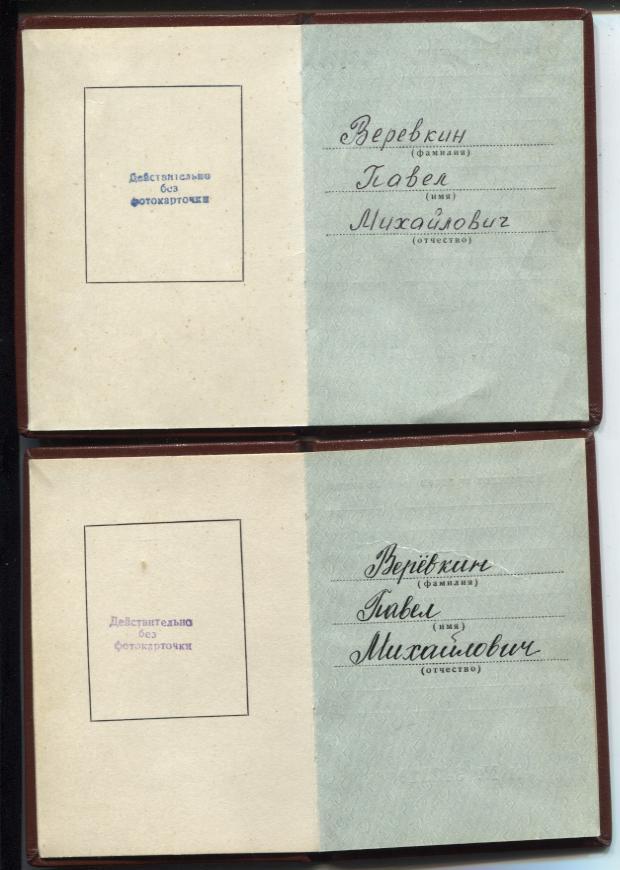 Действительно
без
фотокарточки
Веревкин
(фамилия)
Павел
(имя)
Михайлович
(отчество)
Действительно
без
фотокарточки
Верёвкин
(фамилия)
Павел
(имя)
Михайлович
(отчество)